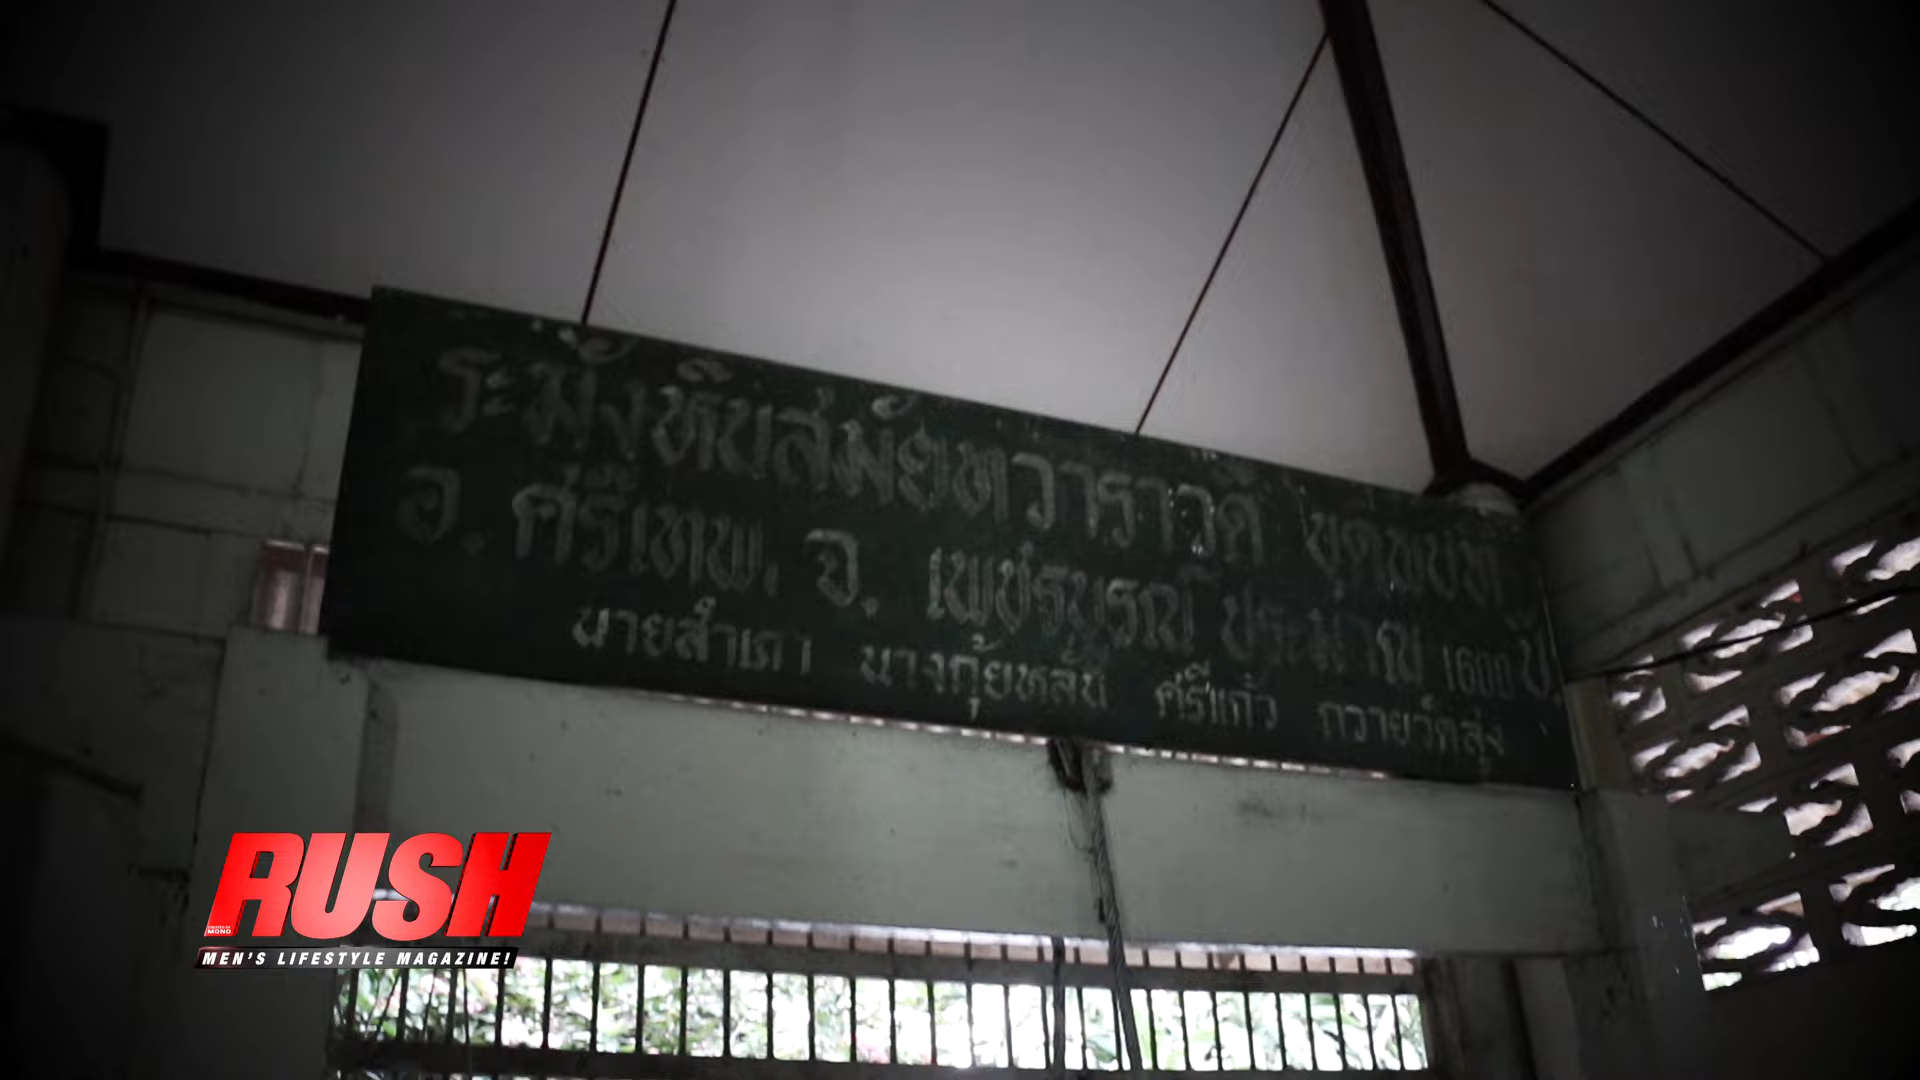 ระฆังหินสมัยทวาราวดี ขุดพบที่
อ. ศรีเทพ, จ. เพชรบูรณ์ ประมาณ 1600 ปี
นายสำเภา นางกุ้ยหลั่น ศรีแก้ว ถวายวัดสูง
RUSH
MEN'S LIFESTYLE MAGAZINE!